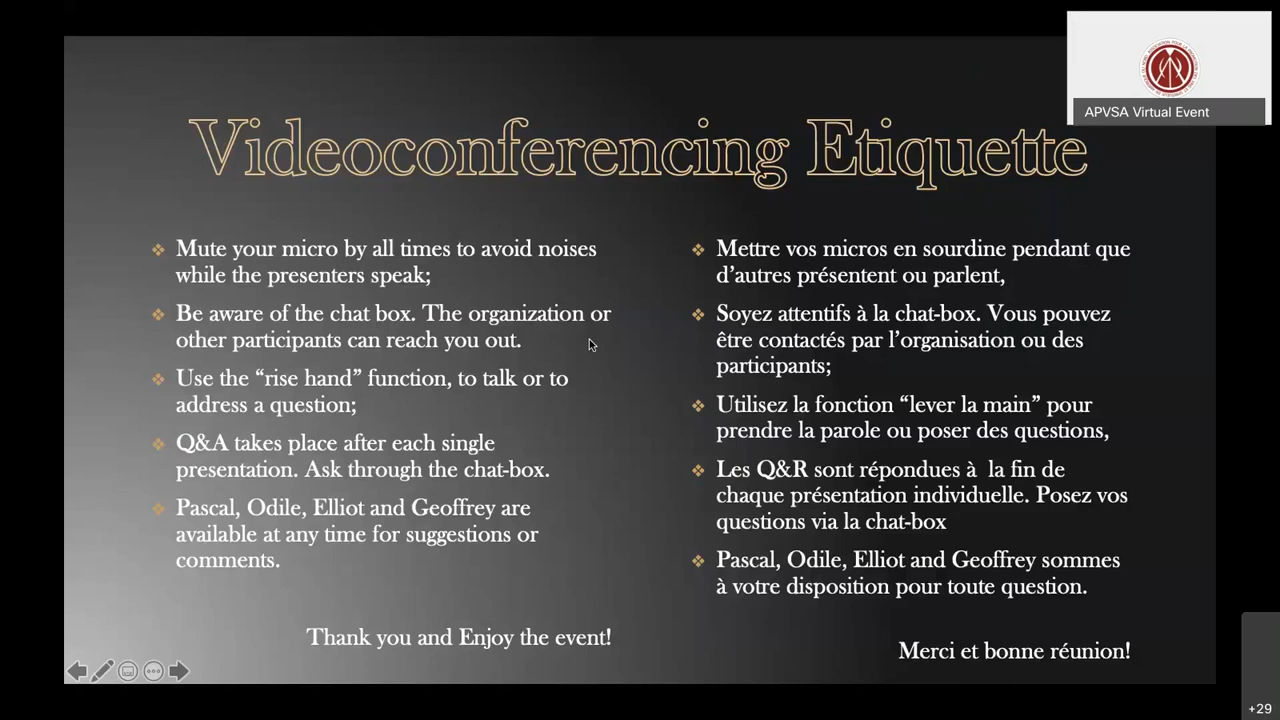 APVSA Virtual Event
Videoconferencing Etiquette
Mute your micro by all times to avoid noises
while the presenters speak;
Be aware of the chat box. The organization or
other participants can reach you out.
Use the “rise hand” function, to talk or to
address a question;
Q&A takes place after each single
presentation. Ask through the chat-box.
Pascal, Odile, Elliot and Geoffrey are
available at any time for suggestions or
comments.
Thank you and Enjoy the event!
Mettre vos micros en sourdine pendant que
d’autres présentent ou parlent,
Soyez attentifs à la chat-box. Vous pouvez
être contactés par l’organisation ou des
participants;
Utilisez la fonction “lever la main” pour
prendre la parole ou poser des questions,
Les Q&R sont répondues à la fin de
chaque présentation individuelle. Posez vos
questions via la chat-box
Pascal, Odile, Elliot and Geoffrey sommes
à votre disposition pour toute question.
Merci et bonne réunion!
+29